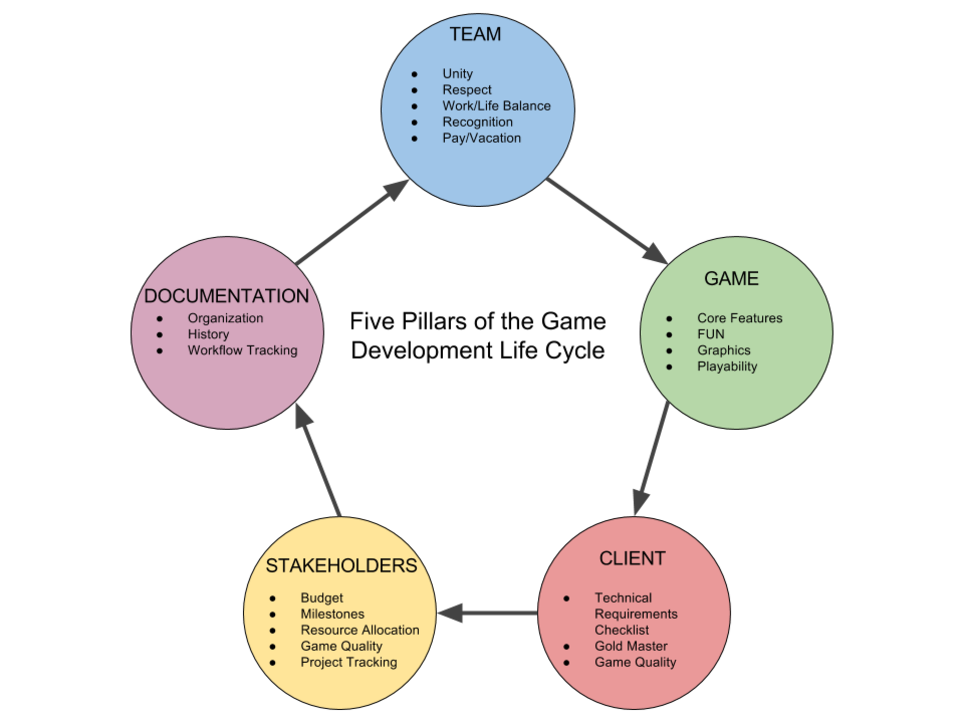 TEAM
● Unity
● Respect
● Work/Life Balance
● Recognition
● Pay/Vacation
GAME
● Core Features
● FUN
● Graphics
● Playability
CLIENT
● Technical
Requirements
Checklist
● Gold Master
● Game Quality
STAKEHOLDERS
● Budget
● Milestones
● Resource Allocation
● Game Quality
● Project Tracking
DOCUMENTATION
● Organization
● History
● Workflow Tracking
Five Pillars of the Game
Development Life Cycle